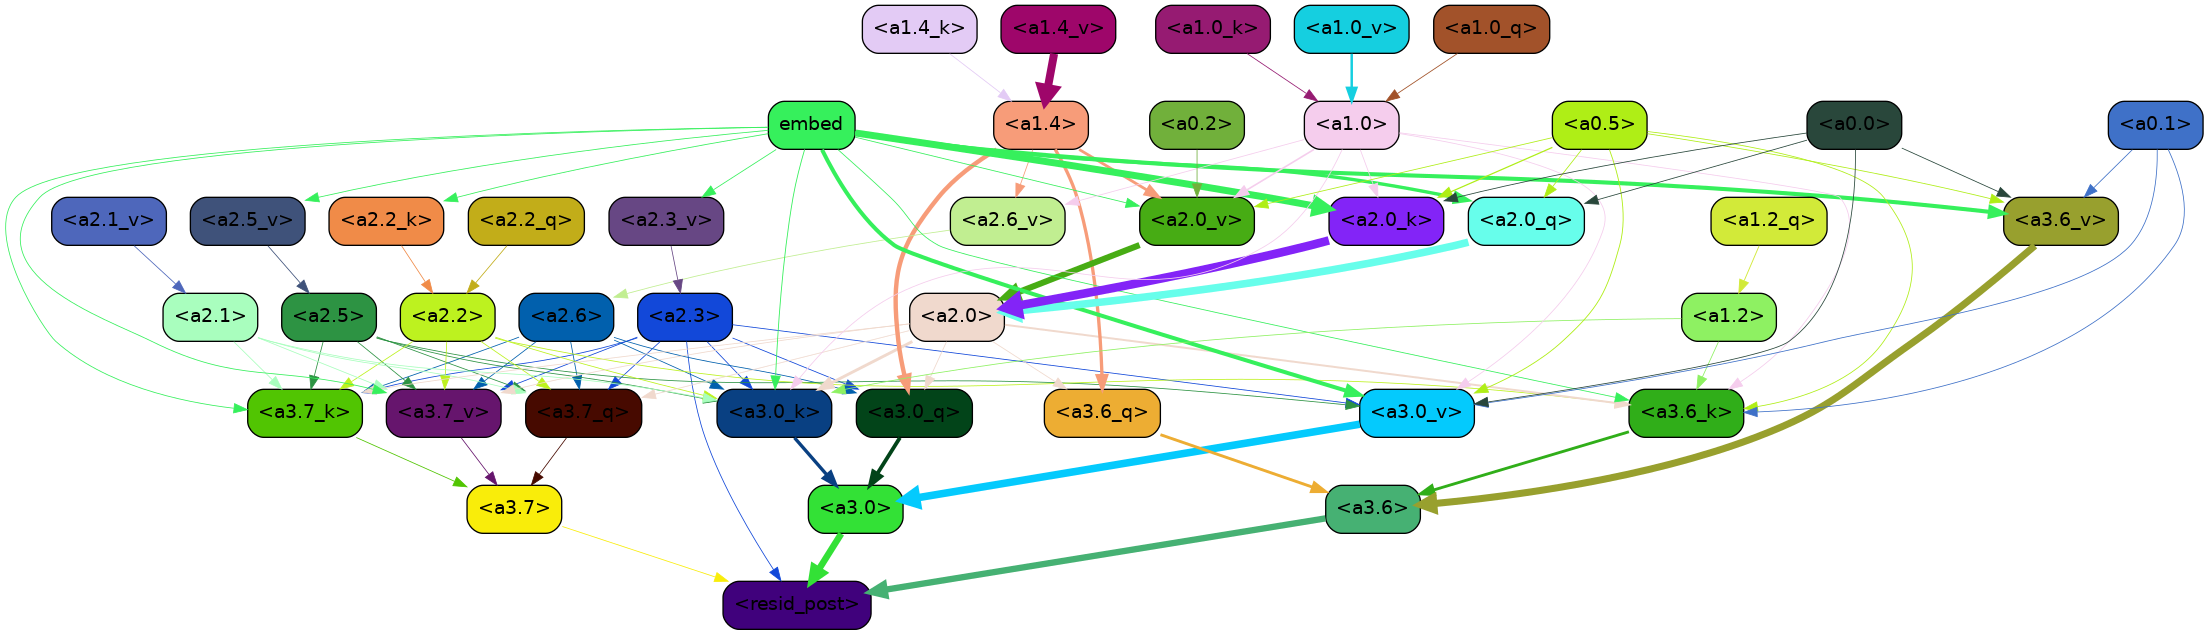 <a1.4_k>
<a1.4_v>
<a1.0_k>
<a1.0_v>
<a1.0_q>
embed
<a1.4>
<a0.2>
<a1.0>
<a0.5>
<a0.0>
<a0.1>
<a2.1_v>
<a2.5_v>
<a2.2_k>
<a2.2_q>
<a2.3_v>
<a2.6_v>
<a2.0_v>
<a2.0_k>
<a2.0_q>
<a1.2_q>
<a3.6_v>
<a2.1>
<a2.5>
<a2.2>
<a2.6>
<a2.3>
<a2.0>
<a1.2>
<a3.7_k>
<a3.7_v>
<a3.7_q>
<a3.0_k>
<a3.0_q>
<a3.6_q>
<a3.0_v>
<a3.6_k>
<a3.7>
<a3.0>
<a3.6>
<resid_post>